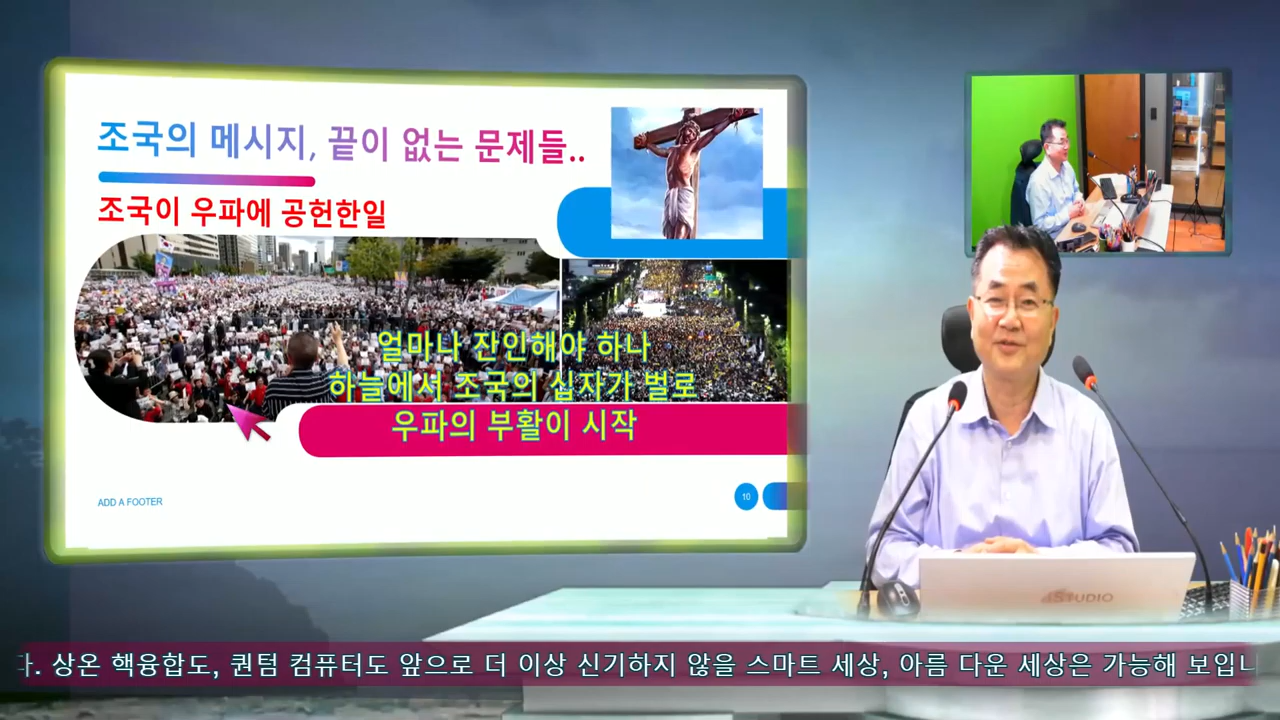 조국의 메시지, 끝이 없는 문제들..
조국이 우파에 공헌한일
얼마나 잔인해야 하나
하늘에서 조국의 십자가 벌로
우파의 부활이 시작
ADD A FOOTER
10
STUDIO
다. 상온 핵융합도, 퀀텀 컴퓨터도 앞으로 더 이상 신기하지 않을 스마트 세상, 아름 다운 세상은 가능해 보입니